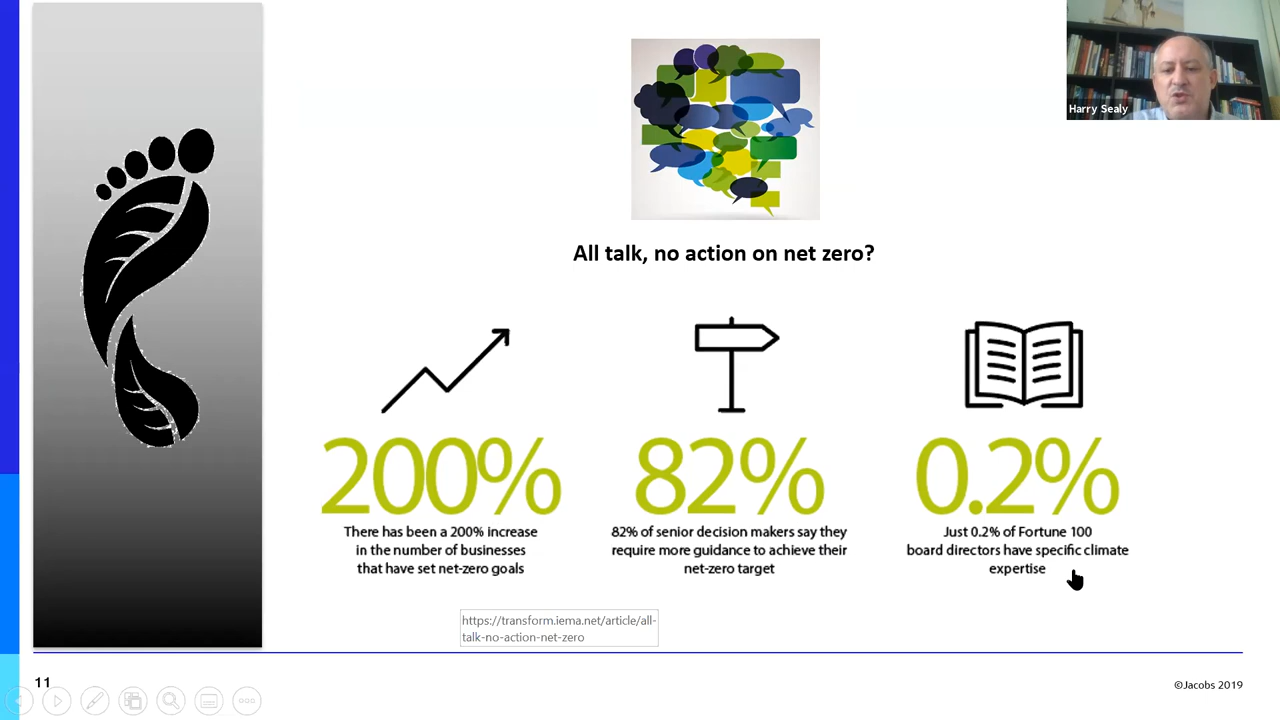 Harry Sealy
All talk, no action on net zero?
200%
There has been a 200% increase
in the number of businesses
that have set net-zero goals
82%
82% of senior decision makers say they
require more guidance to achieve their
net-zero target
0.2%
Just 0.2% of Fortune 100
board directors have specific climate
expertise
https://transform.iema.net/article/all-
talk-no-action-net-zero
11
©Jacobs 2019